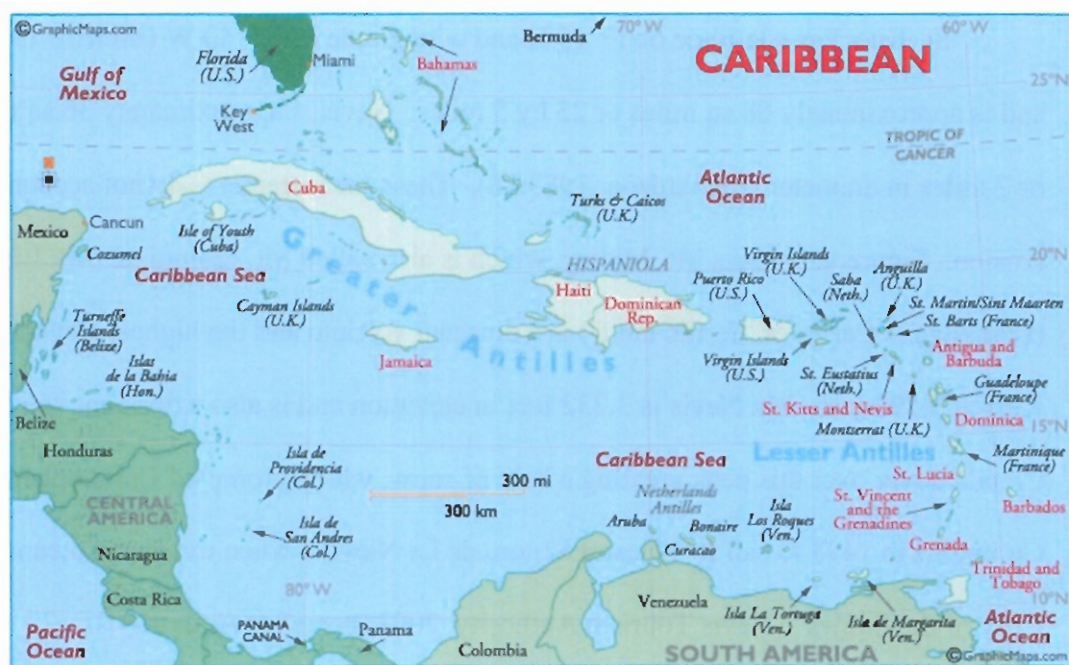 ©GraphicMaps.com
70° W
60° W
Bermuda
CARIBBEAN
Florida
(U.S.)
Miami
Bahamas
Gulf of
Mexico
25°N
Key
West
TROPIC OF
CANCER
Atlantic
Ocean
Cuba
Mexico
Cancun
Cozumel
Isle of Youth
(Cuba)
Turks & Caicos
(U.K.)
20°N
Caribbean Sea
Greater
Antilles
HISPANIOLA
Haiti
Dominican
Rep.
Puerto Rico
(U.S.)
Virgin Islands
(U.K.)
Saba
(Neth.)
Anguilla
(U.K.)
St. Martin/Sint Maarten
St. Barts (France)
Cayman Islands
(U.K.)
Turneffe
Islands
(Belize)
Jamaica
Islas
de la Bahia
(Hon.)
Virgin Islands
(U.S.)
St. Eustatius
(Neth.)
Antigua and
Barbuda
Guadeloupe
(France)
St. Kitts and Nevis
Montserrat (U.K.)
Dominica
15°N
Belize
Honduras
Isla de
Providencia
(Col.)
Caribbean Sea
Lesser Antilles
Martinique
(France)
St. Lucia
300 mi
300 km
Netherlands
Antilles
Aruba
Bonaire
Curacao
Isla
Los Roques
(Ven.)
St. Vincent
and the
Grenadines
Barbados
CENTRAL
AMERICA
Isla de
San Andres
(Col.)
Grenada
Nicaragua
Trinidad and
Tobago
Costa Rica
80° W
Venezuela
Isla La Tortuga
(Ven.)
Isla de Margarita
(Ven.)
10°N
Pacific
Ocean
PANAMA
CANAL
Panama
Colombia
SOUTH AMERICA
Atlantic
Ocean
©GraphicMaps.com